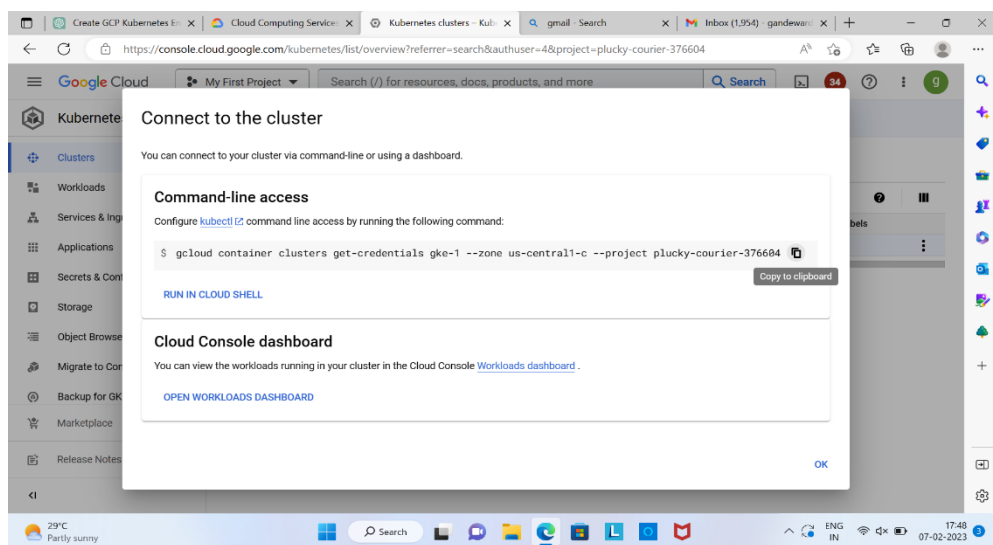 Create GCP Kubernetes En
Cloud Computing Services
Kubernetes clusters – Kub
gmail - Search
Inbox (1,954) - gandeward
https://console.cloud.google.com/kubernetes/list/overview?referrer=search&authuser=4&project=plucky-courier-376604
Google Cloud
My First Project
Search (/) for resources, docs, products, and more
Search
34
g
Kubernete
Clusters
Workloads
Services & Ing
Applications
Secrets & Conf
Storage
Object Browse
Migrate to Con
Backup for GK
Marketplace
Release Notes
bels
Connect to the cluster
You can connect to your cluster via command-line or using a dashboard.
Command-line access
Configure kubectl command line access by running the following command:
$ gcloud container clusters get-credentials gke-1 --zone us-central1-c --project plucky-courier-376604
Copy to clipboard
RUN IN CLOUD SHELL
Cloud Console dashboard
You can view the workloads running in your cluster in the Cloud Console Workloads dashboard .
OPEN WORKLOADS DASHBOARD
OK
29°C
Partly sunny
Search
L
ENG
IN
17:48
07-02-2023
3